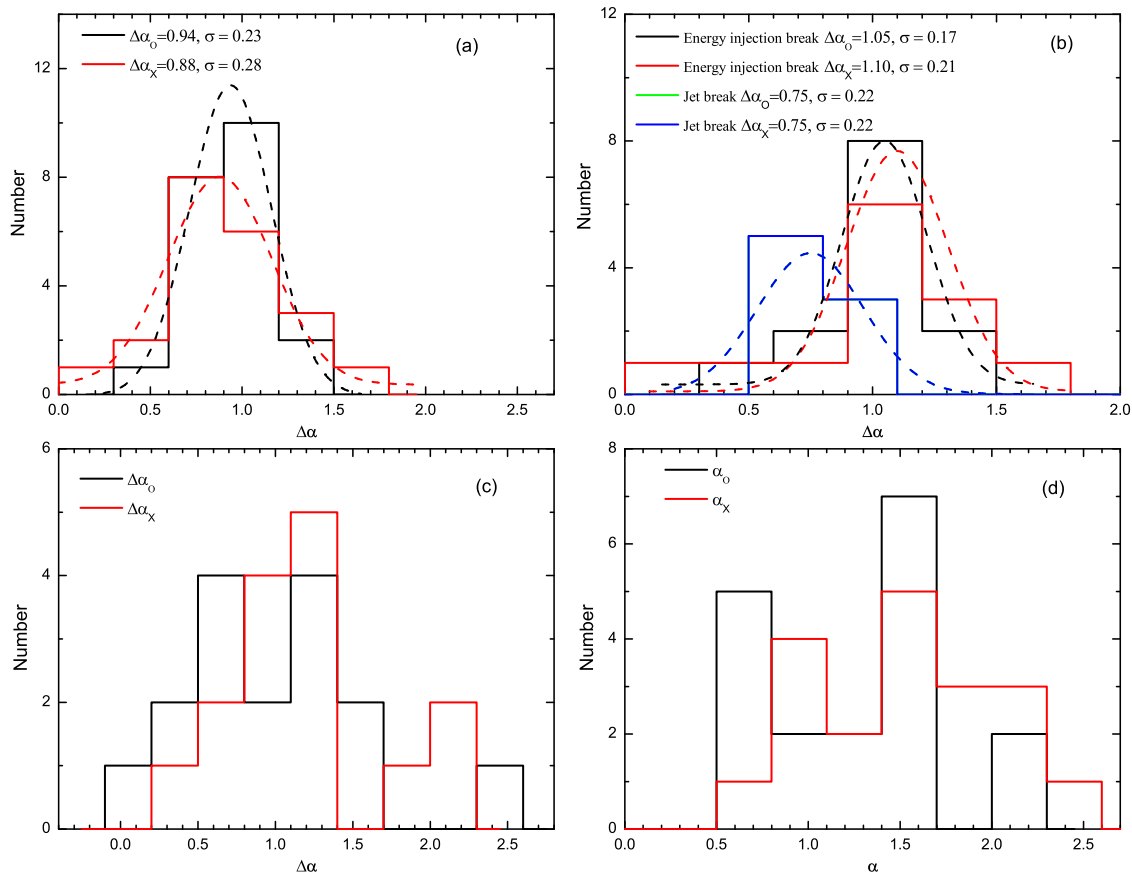 Δα_O=0.94, σ = 0.23
Δα_X=0.88, σ = 0.28
(a)
12
8
4
0
Number
0.0 0.5 1.0 1.5 2.0 2.5
Δα
Energy injection break Δα_O=1.05, σ = 0.17
Energy injection break Δα_X=1.10, σ = 0.21
Jet break Δα_O=0.75, σ = 0.22
Jet break Δα_X=0.75, σ = 0.22
(b)
12
8
4
0
Number
0.0 0.5 1.0 1.5 2.0
Δα
Δα_O
Δα_X
(c)
6
4
2
0
Number
0.0 0.5 1.0 1.5 2.0 2.5
Δα
α_O
α_X
(d)
8
6
4
2
0
Number
0.0 0.5 1.0 1.5 2.0 2.5
α